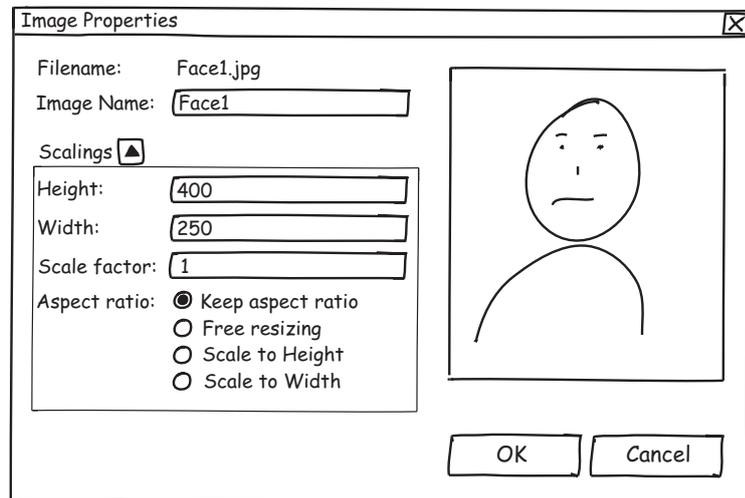 Image Properties
Filename: Face1.jpg
Image Name: Face1
Scalings
Height: 400
Width: 250
Scale factor: 1
Aspect ratio: Keep aspect ratio
Free resizing
Scale to Height
Scale to Width
OK Cancel